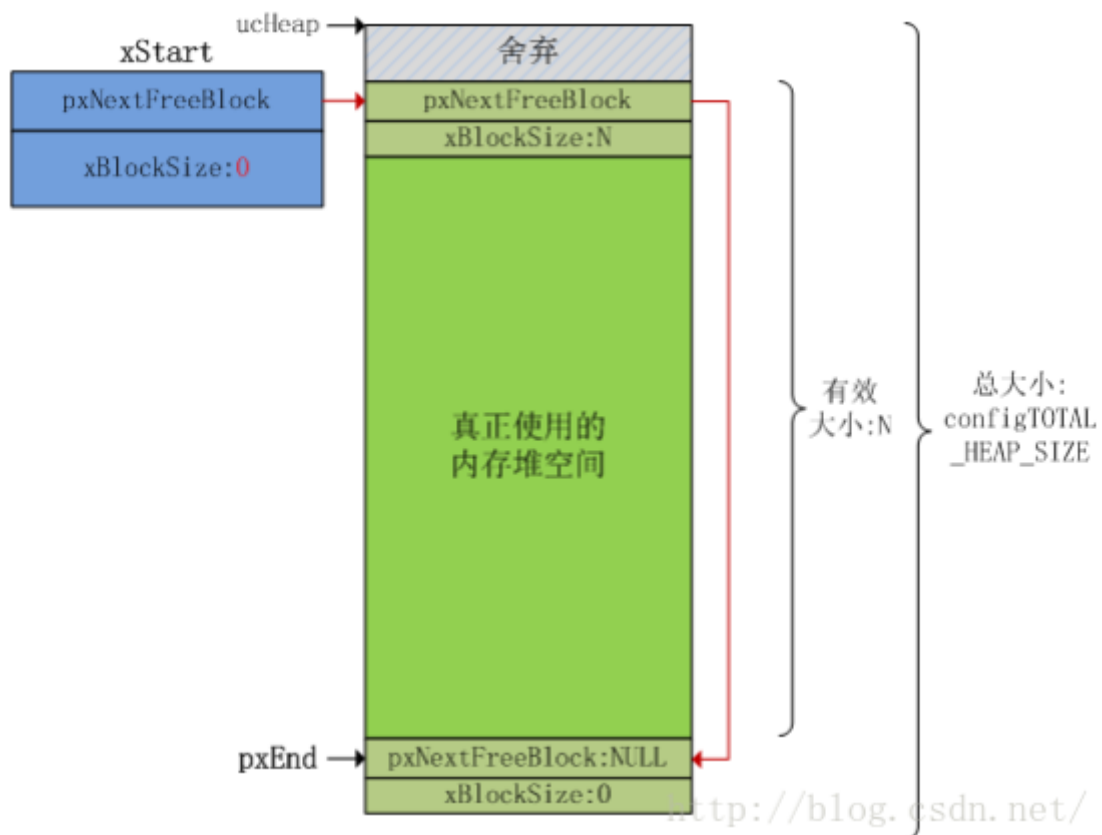 ucHeap
舍弃
xStart
pxNextFreeBlock
xBlockSize:0
pxNextFreeBlock
xBlockSize:N
真正使用的
内存堆空间
有效
大小:N
总大小:
configTOTAL
_HEAP_SIZE
pxEnd
pxNextFreeBlock:NULL
xBlockSize:0
http://blog.csdn.net/